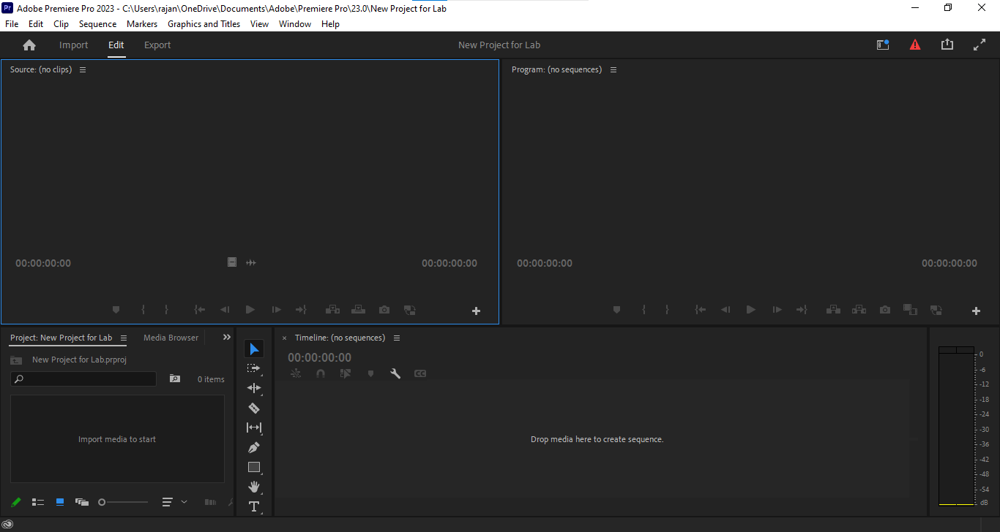 Pr Adobe Premiere Pro 2023 - C:\Users\rajan\OneDrive\Documents\Adobe\Premiere Pro\23.0\New Project for Lab
File Edit Clip Sequence Markers Graphics and Titles View Window Help
Import Edit Export New Project for Lab
Source: (no clips)
Program: (no sequences)
00:00:00:00 00:00:00:00
00:00:00:00 00:00:00:00
Project: New Project for Lab Media Browser
New Project for Lab.prproj
0 items
Import media to start
T
Timeline: (no sequences)
00:00:00:00
CC
Drop media here to create sequence.
0
-6
-12
-18
-24
-30
-36
-42
-48
-54
dB